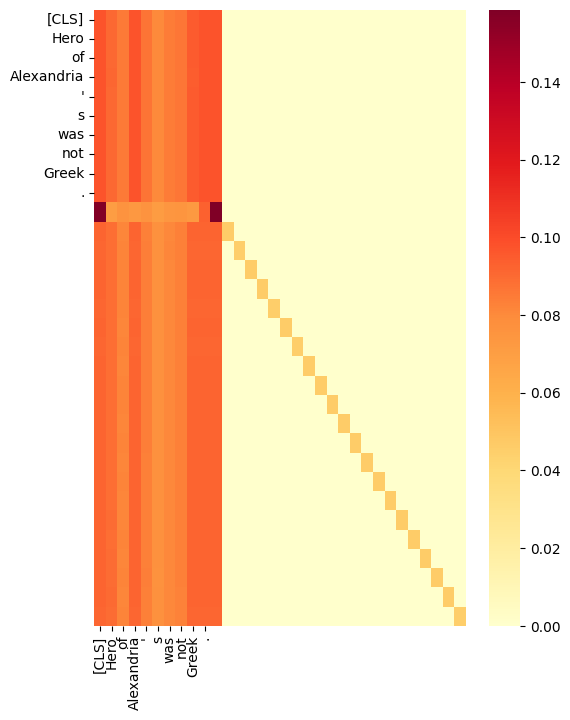 [CLS]
Hero
of
Alexandria
'
s
was
not
Greek
.
0.14
0.12
0.10
0.08
0.06
0.04
0.02
0.00
[CLS]
Hero
of
Alexandria
'
s
was
not
Greek
.